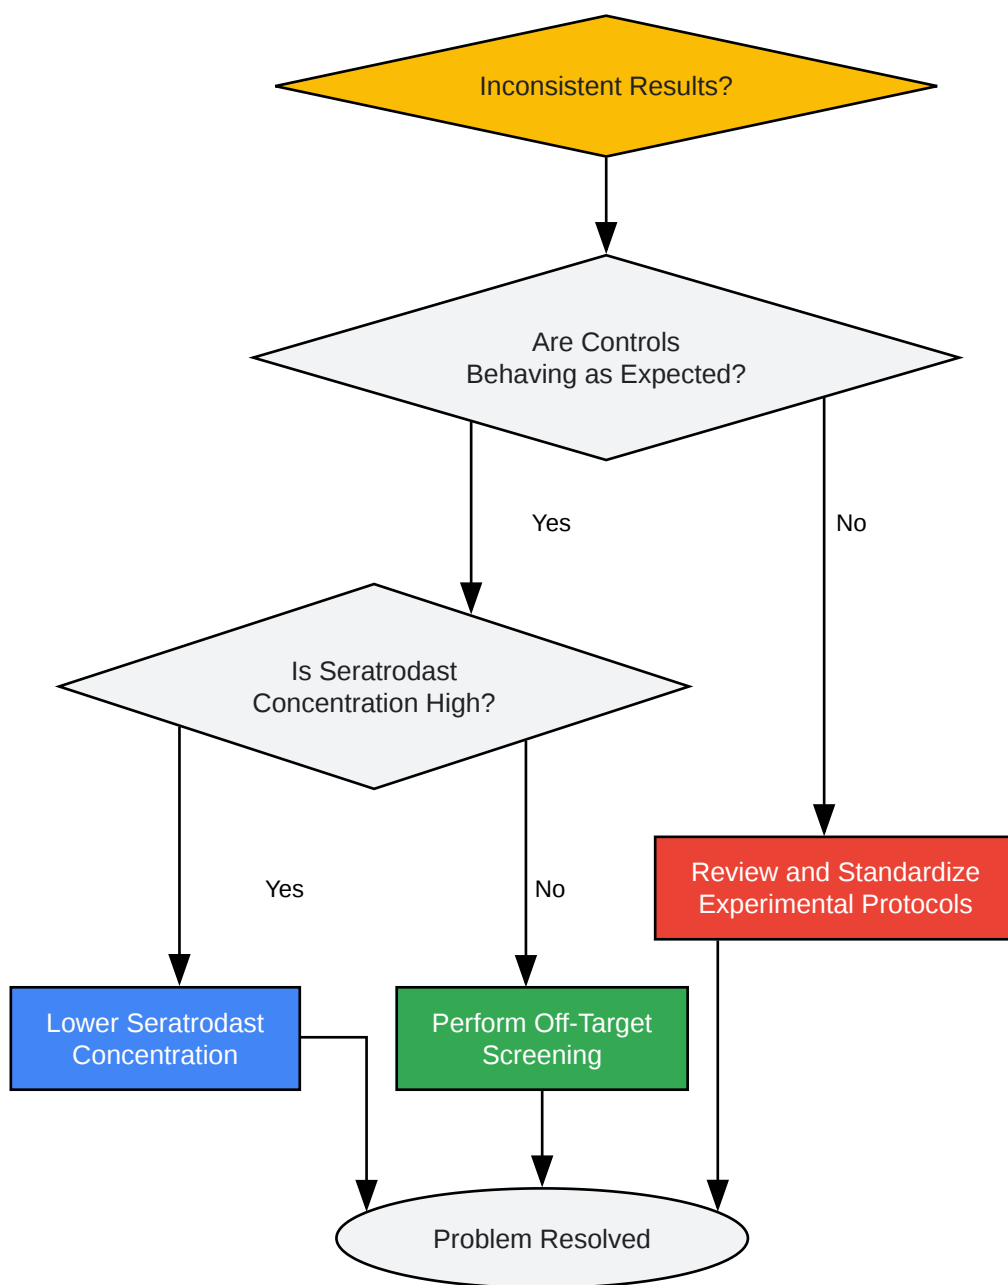 Inconsistent Results?
Are Controls
Behaving as Expected?
Yes
No
Is Seratrodast
Concentration High?
Yes
No
Review and Standardize
Experimental Protocols
Lower Seratrodast
Concentration
Perform Off-Target
Screening
Problem Resolved